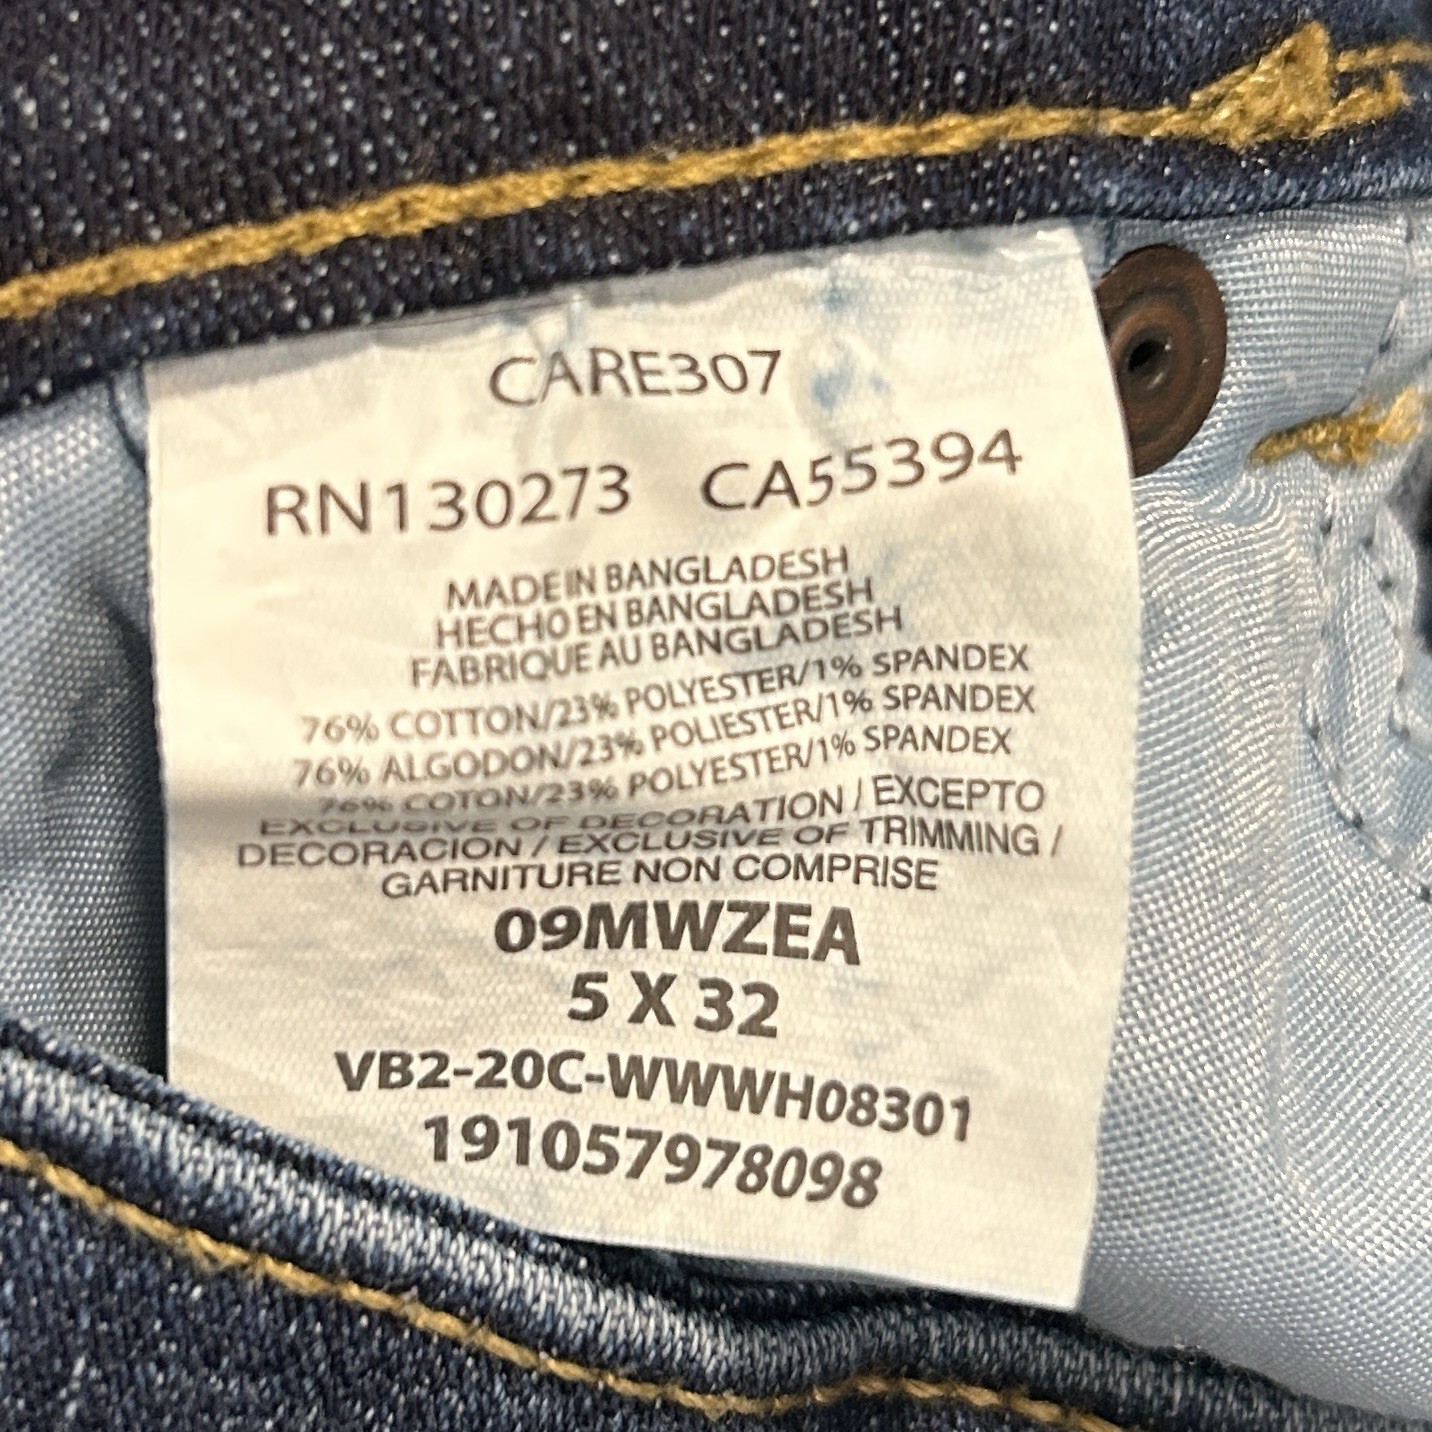 CARE307
RN130273 CA55394
MADE IN BANGLADESH
HECHO EN BANGLADESH
FABRIQUE AU BANGLADESH
76% COTTON/23% POLYESTER/1% SPANDEX
76% ALGODON/23% POLIESTER/1% SPANDEX
76% COTON/23% POLYESTER/1% SPANDEX
EXCLUSIVE OF DECORATION / EXCEPTO
DECORACION / EXCLUSIVE OF TRIMMING /
GARNITURE NON COMPRISE
09MWZEA
5 X 32
VB2-20C-WWWH08301
191057978098